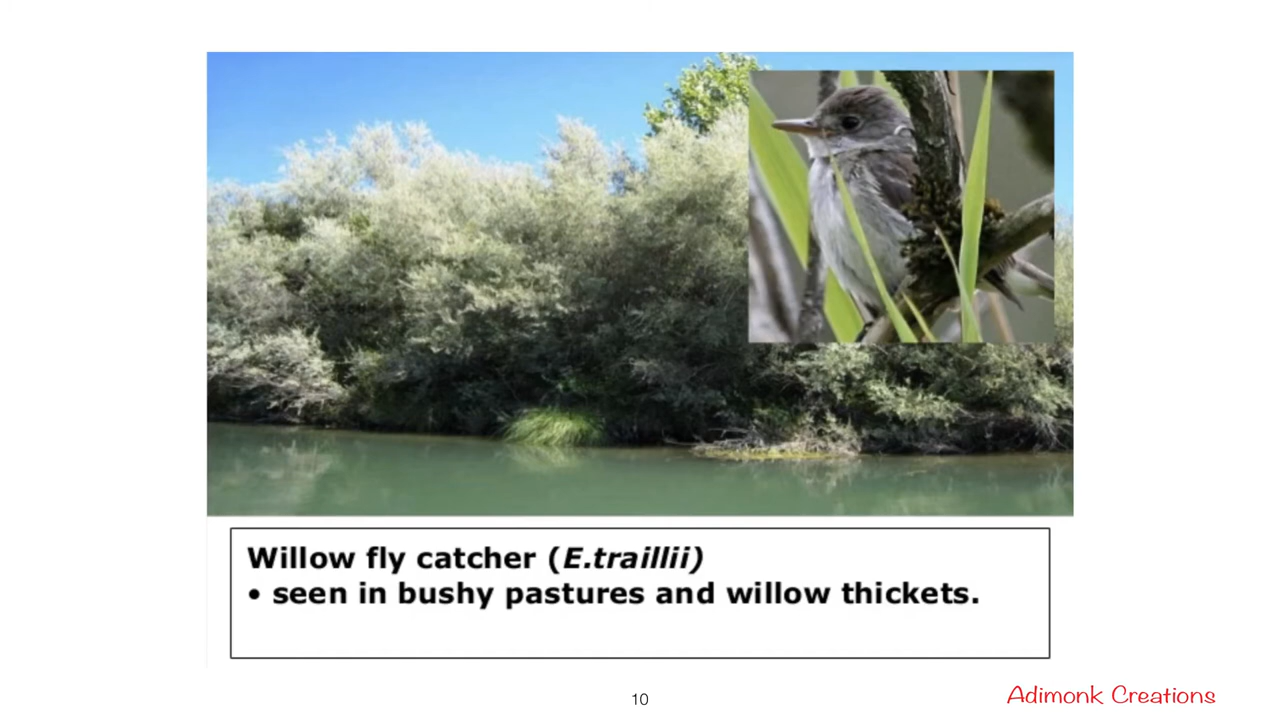 Willow fly catcher (E.traillii)
• seen in bushy pastures and willow thickets.
10
Adimonk Creations